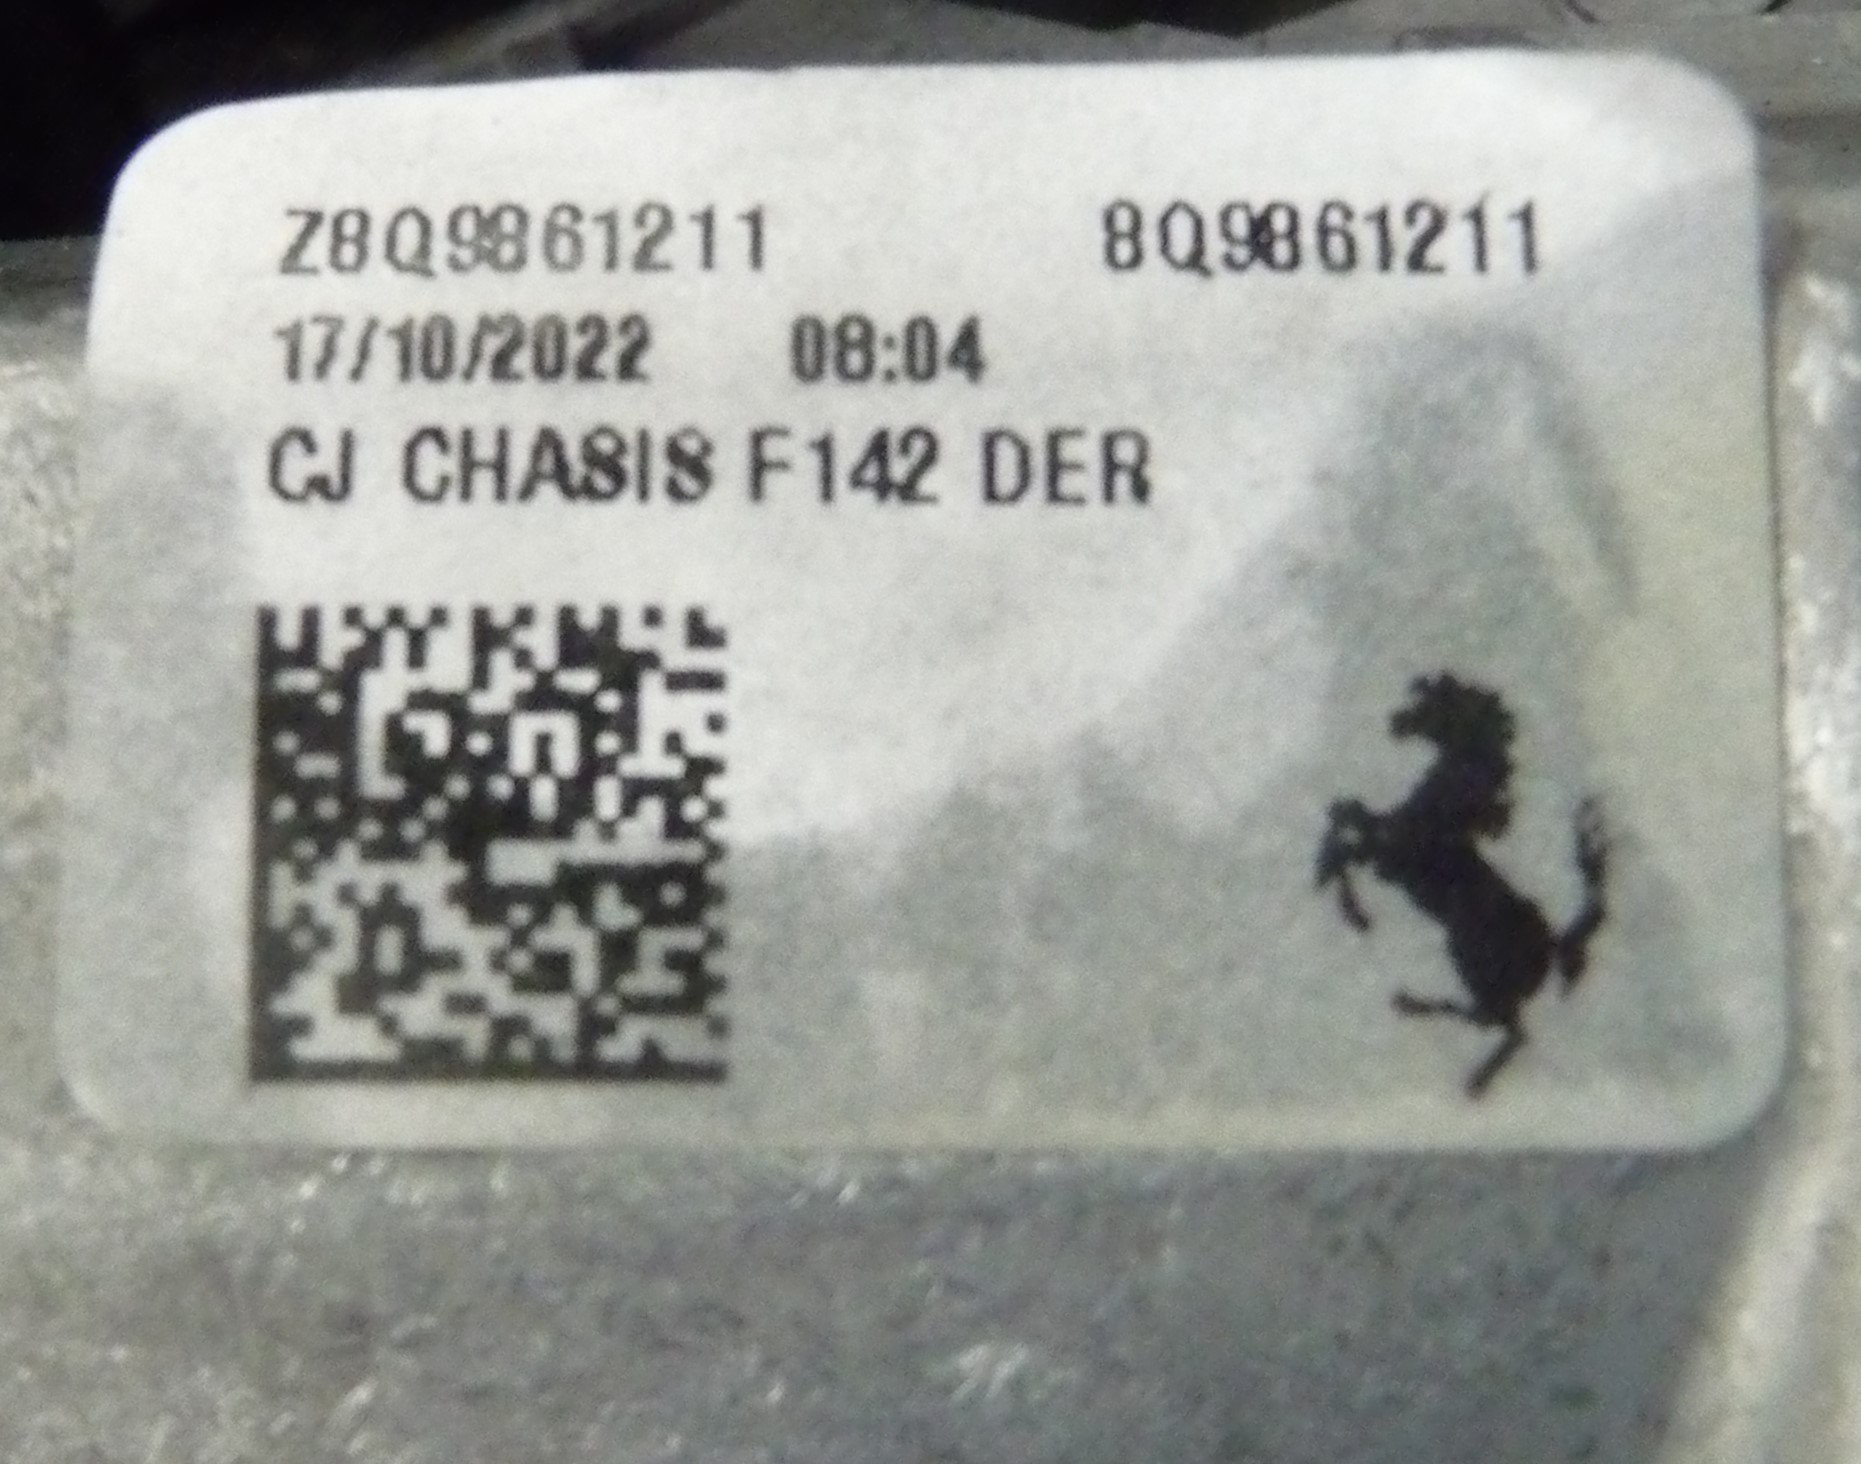 Z8Q9861211 8Q9861211
17/10/2022 08:04
CJ CHASIS F142 DER